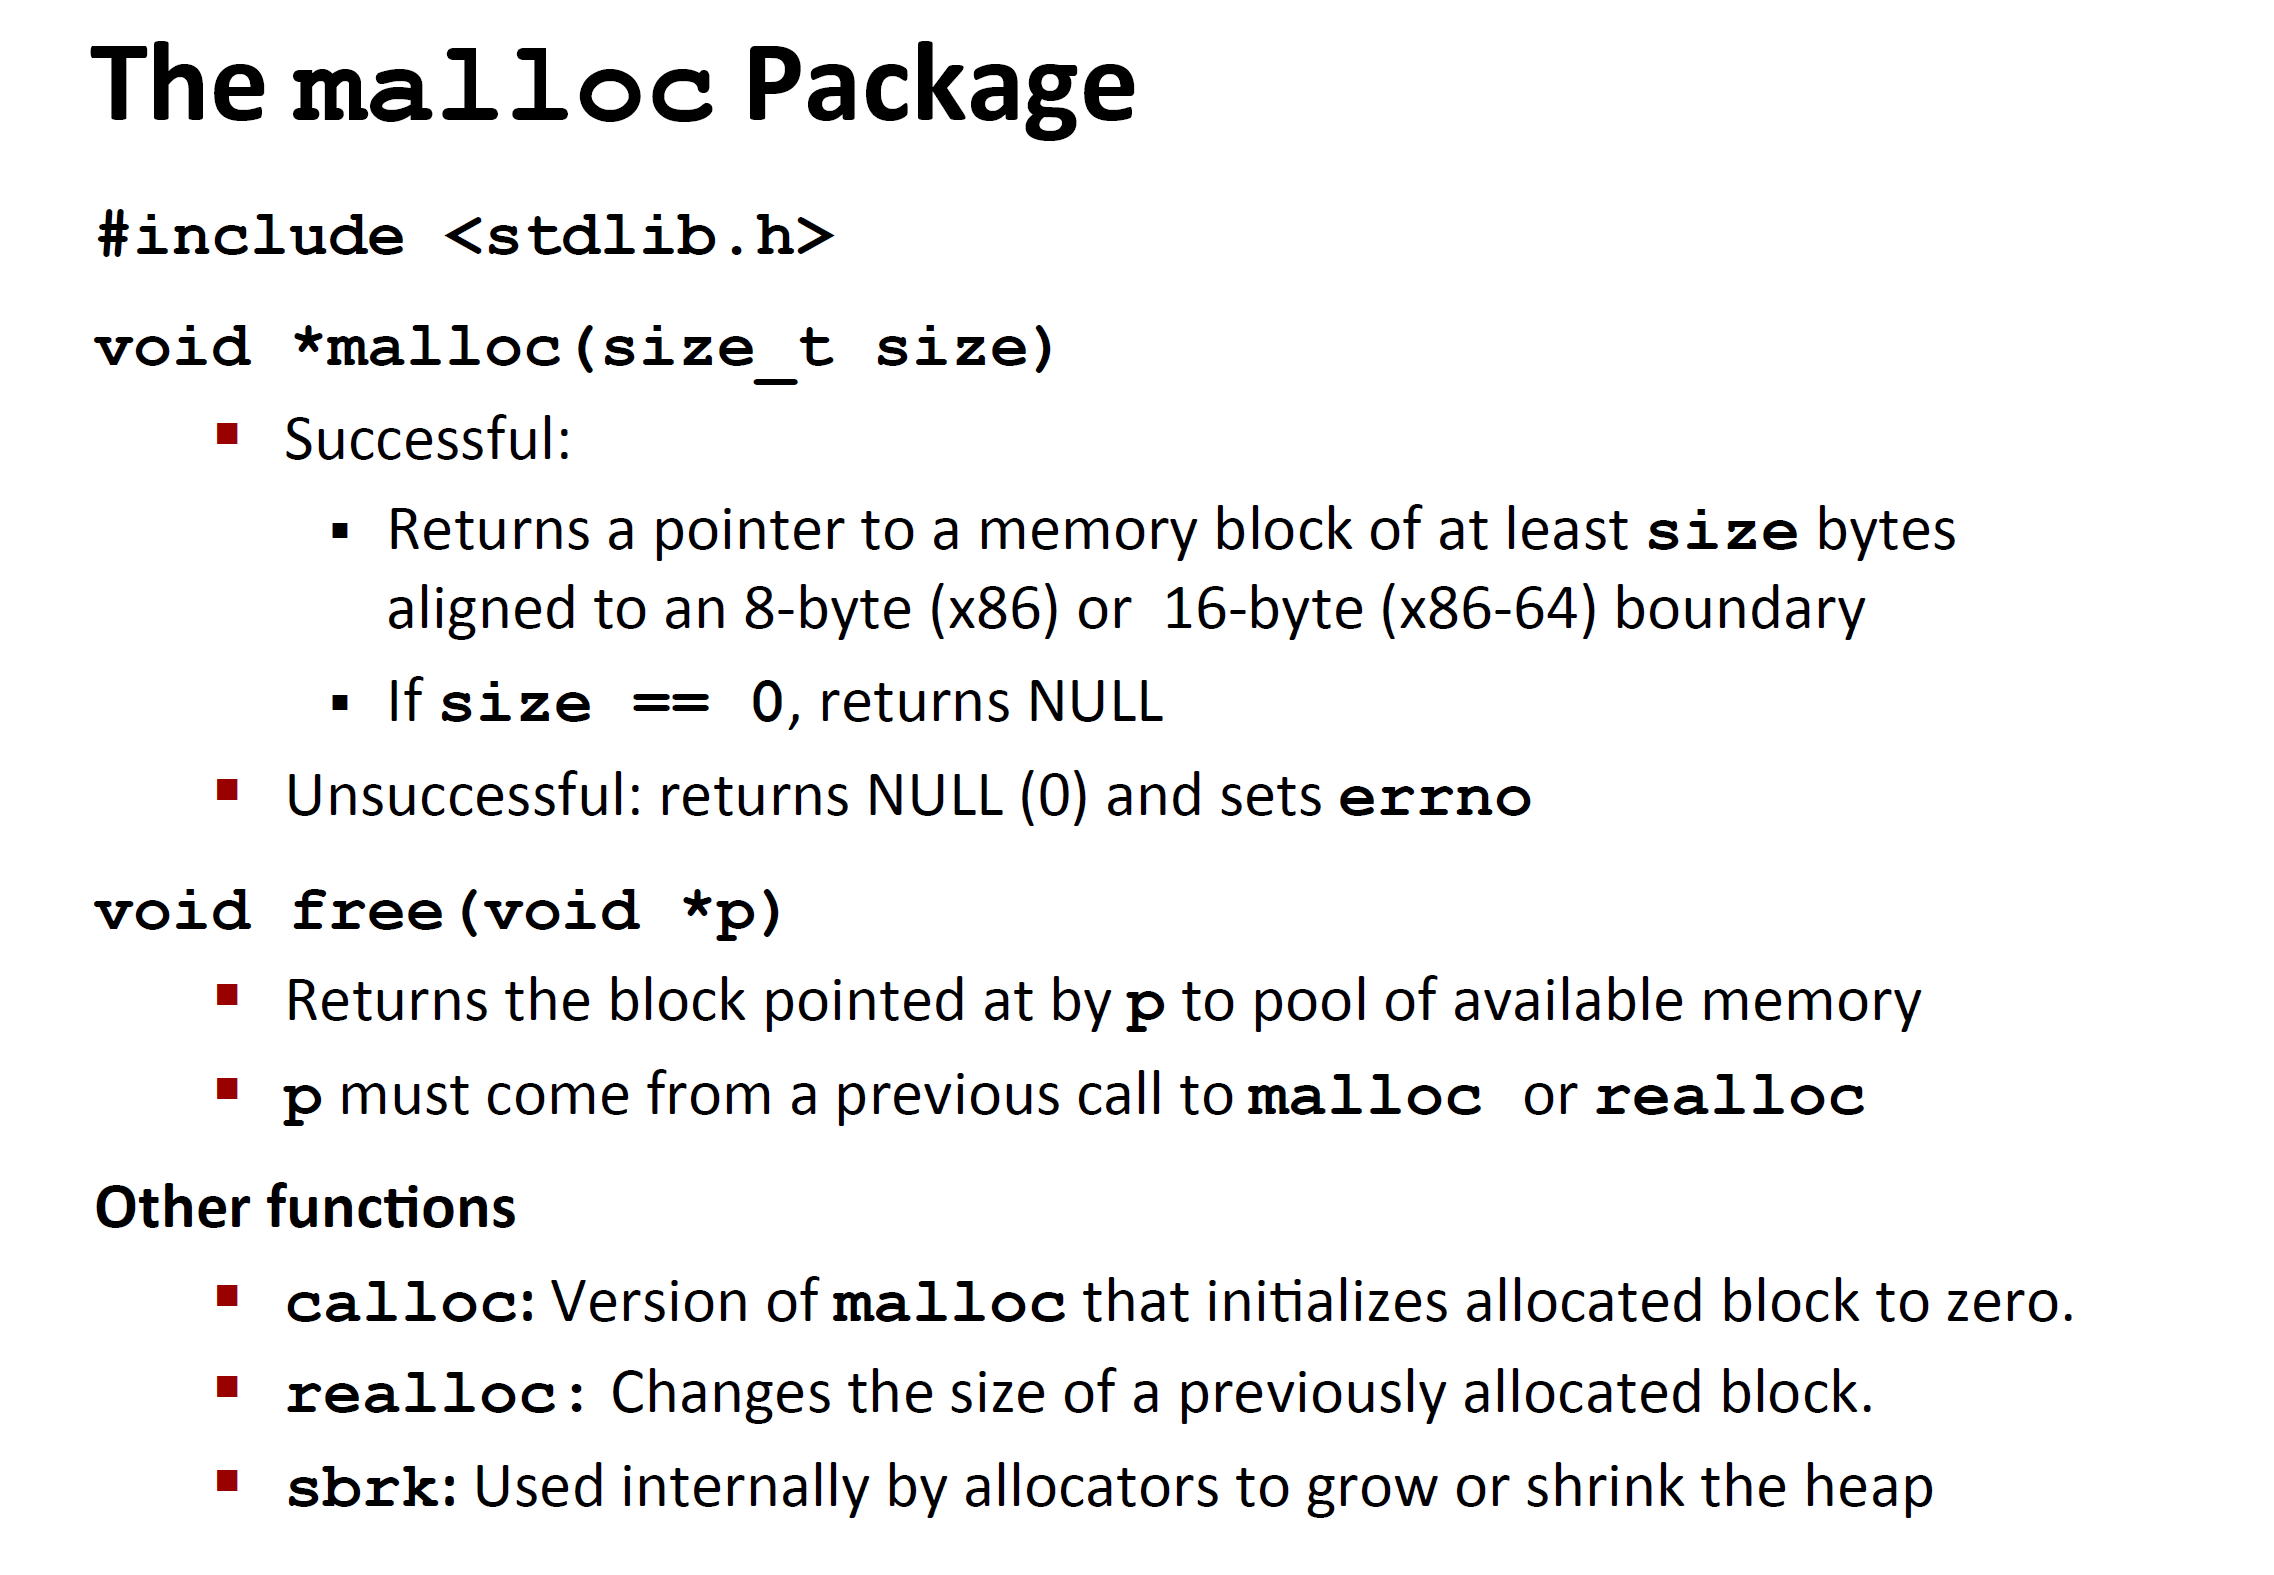 The malloc Package
#include <stdlib.h>
void *malloc(size_t size)
▪ Successful:
▪ Returns a pointer to a memory block of at least size bytes
aligned to an 8-byte (x86) or 16-byte (x86-64) boundary
▪ If size == 0, returns NULL
▪ Unsuccessful: returns NULL (0) and sets errno
void free(void *p)
▪ Returns the block pointed at by p to pool of available memory
▪ p must come from a previous call to malloc or realloc
Other functions
▪ calloc: Version of malloc that initializes allocated block to zero.
▪ realloc: Changes the size of a previously allocated block.
▪ sbrk: Used internally by allocators to grow or shrink the heap